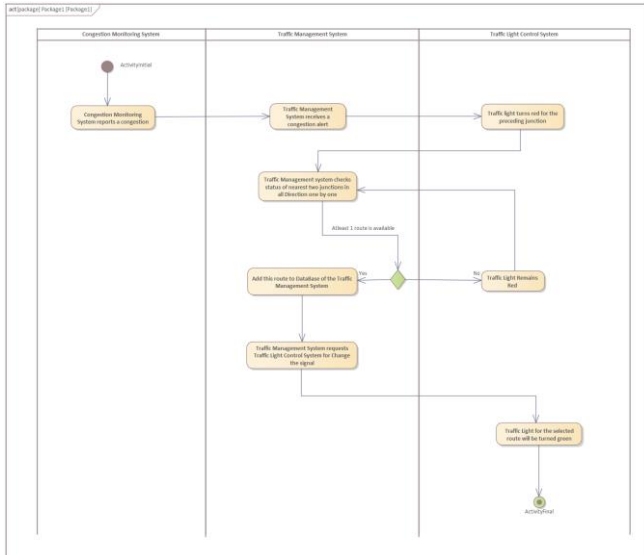 act[package] Package1 [Package1]
Congestion Monitoring System
Traffic Management System
Traffic Light Control System
ActivityInitial
Congestion Monitoring
System reports a congestion
Traffic Management
System receives a
congestion alert
Traffic light turns red for the
preceding junction
Traffic Management system checks
status of nearest two junctions in
all direction one by one
Atleast 1 route is available
Yes
No
Add this route to DataBase of the Traffic
Management System
Traffic Light Remains
Red
Traffic Management System requests
Traffic Light Control System for Change
the signal
Traffic Light for the selected
route will be turned green
ActivityFinal